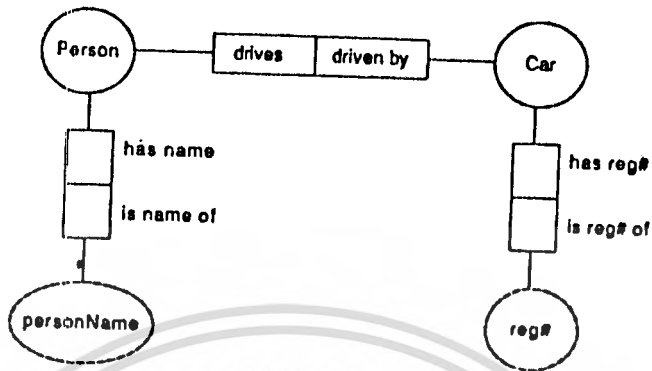 Person
drives
driven by
Car
has name
has reg#
is name of
is reg# of
personName
reg#